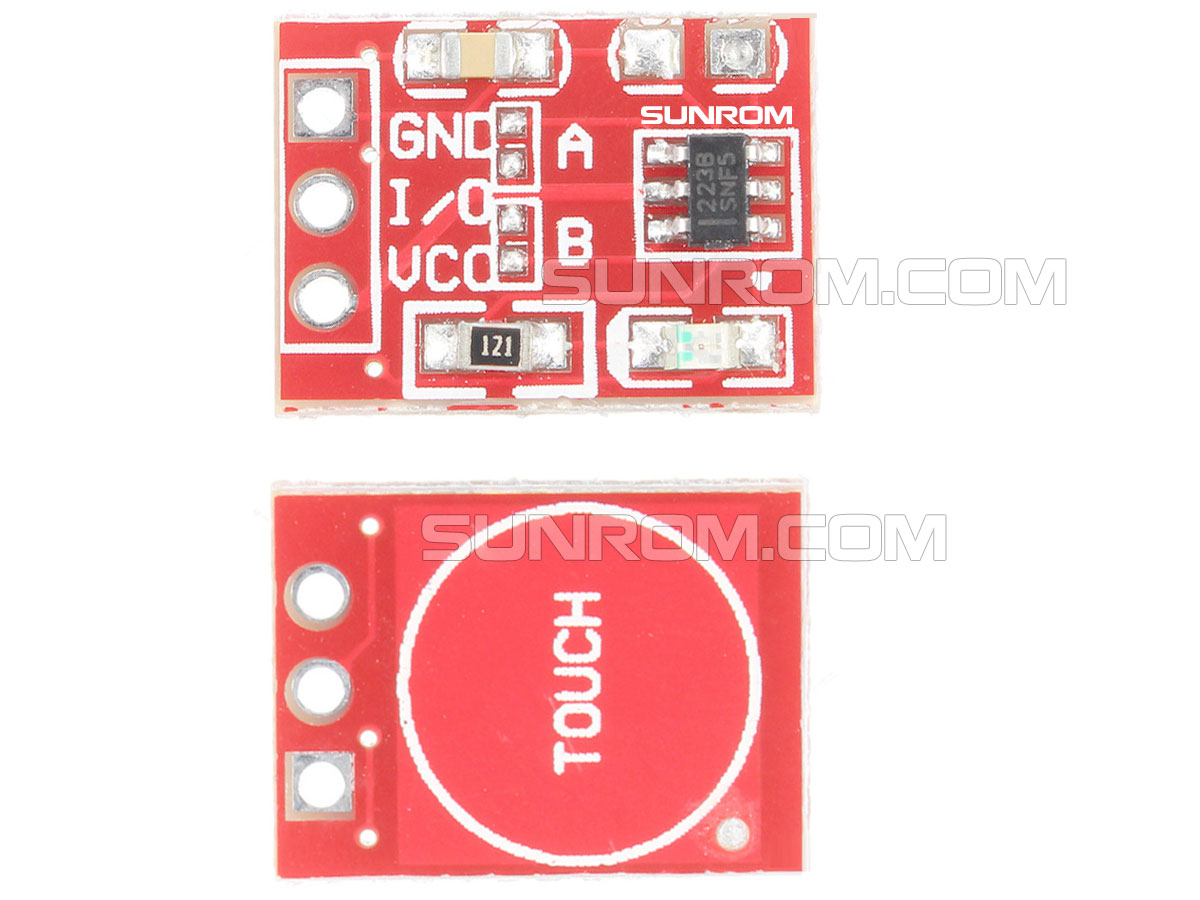 SUNROM
GND
A
I/O
VCC
B
223B
SNF5
SUNROM.COM
121
SUNROM.COM
TOUCH